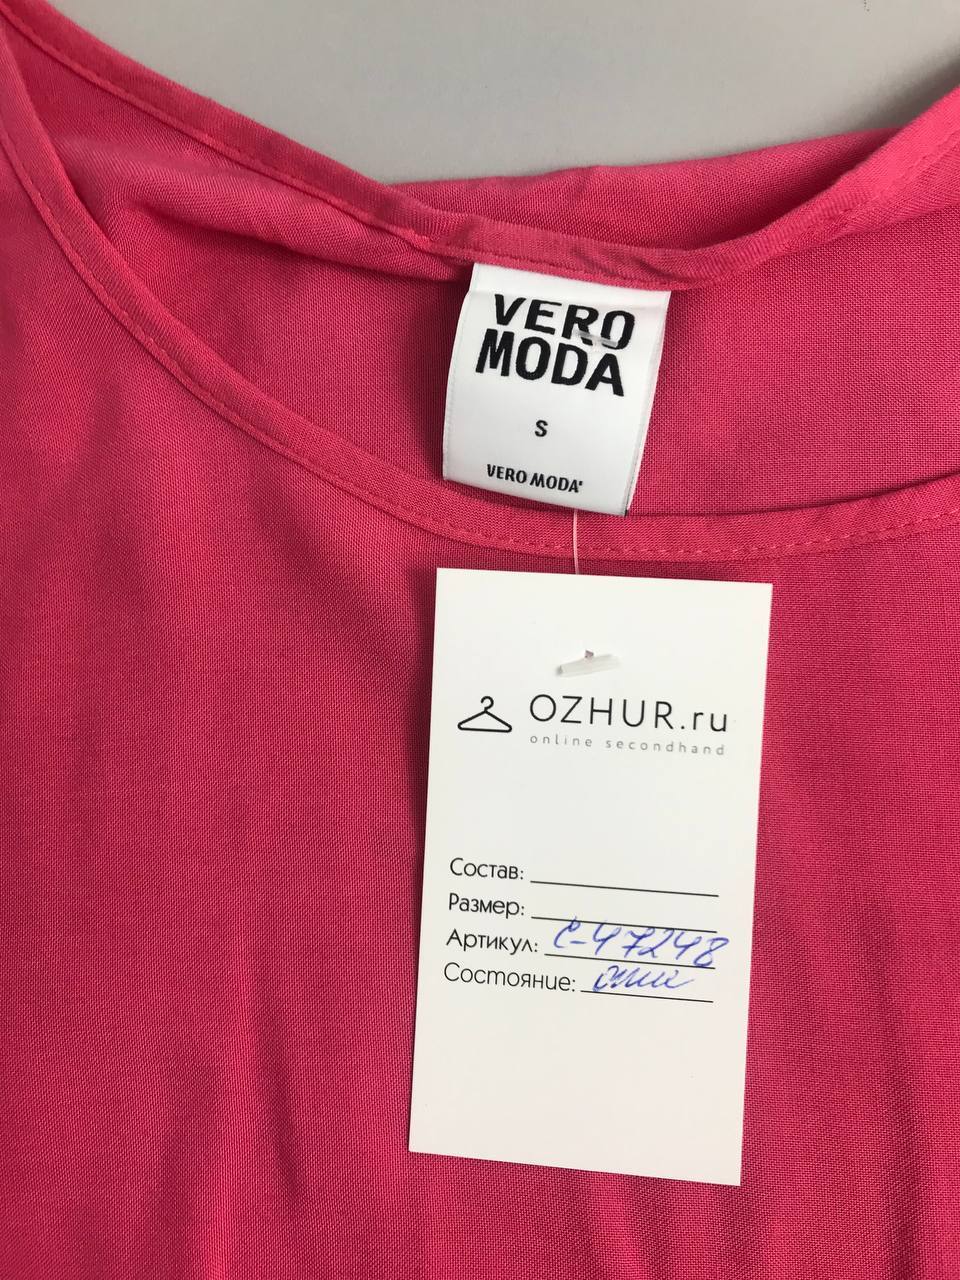 VERO
MODA
S
VERO MODA
OZHUR.ru
online secondhand
Состав:
Размер:
Артикул: С-47248
Состояние: